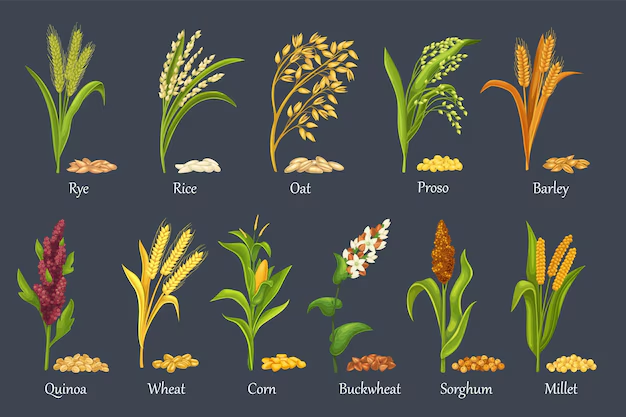 Rye Rice Oat Proso Barley
Quinoa Wheat Corn Buckwheat Sorghum Millet